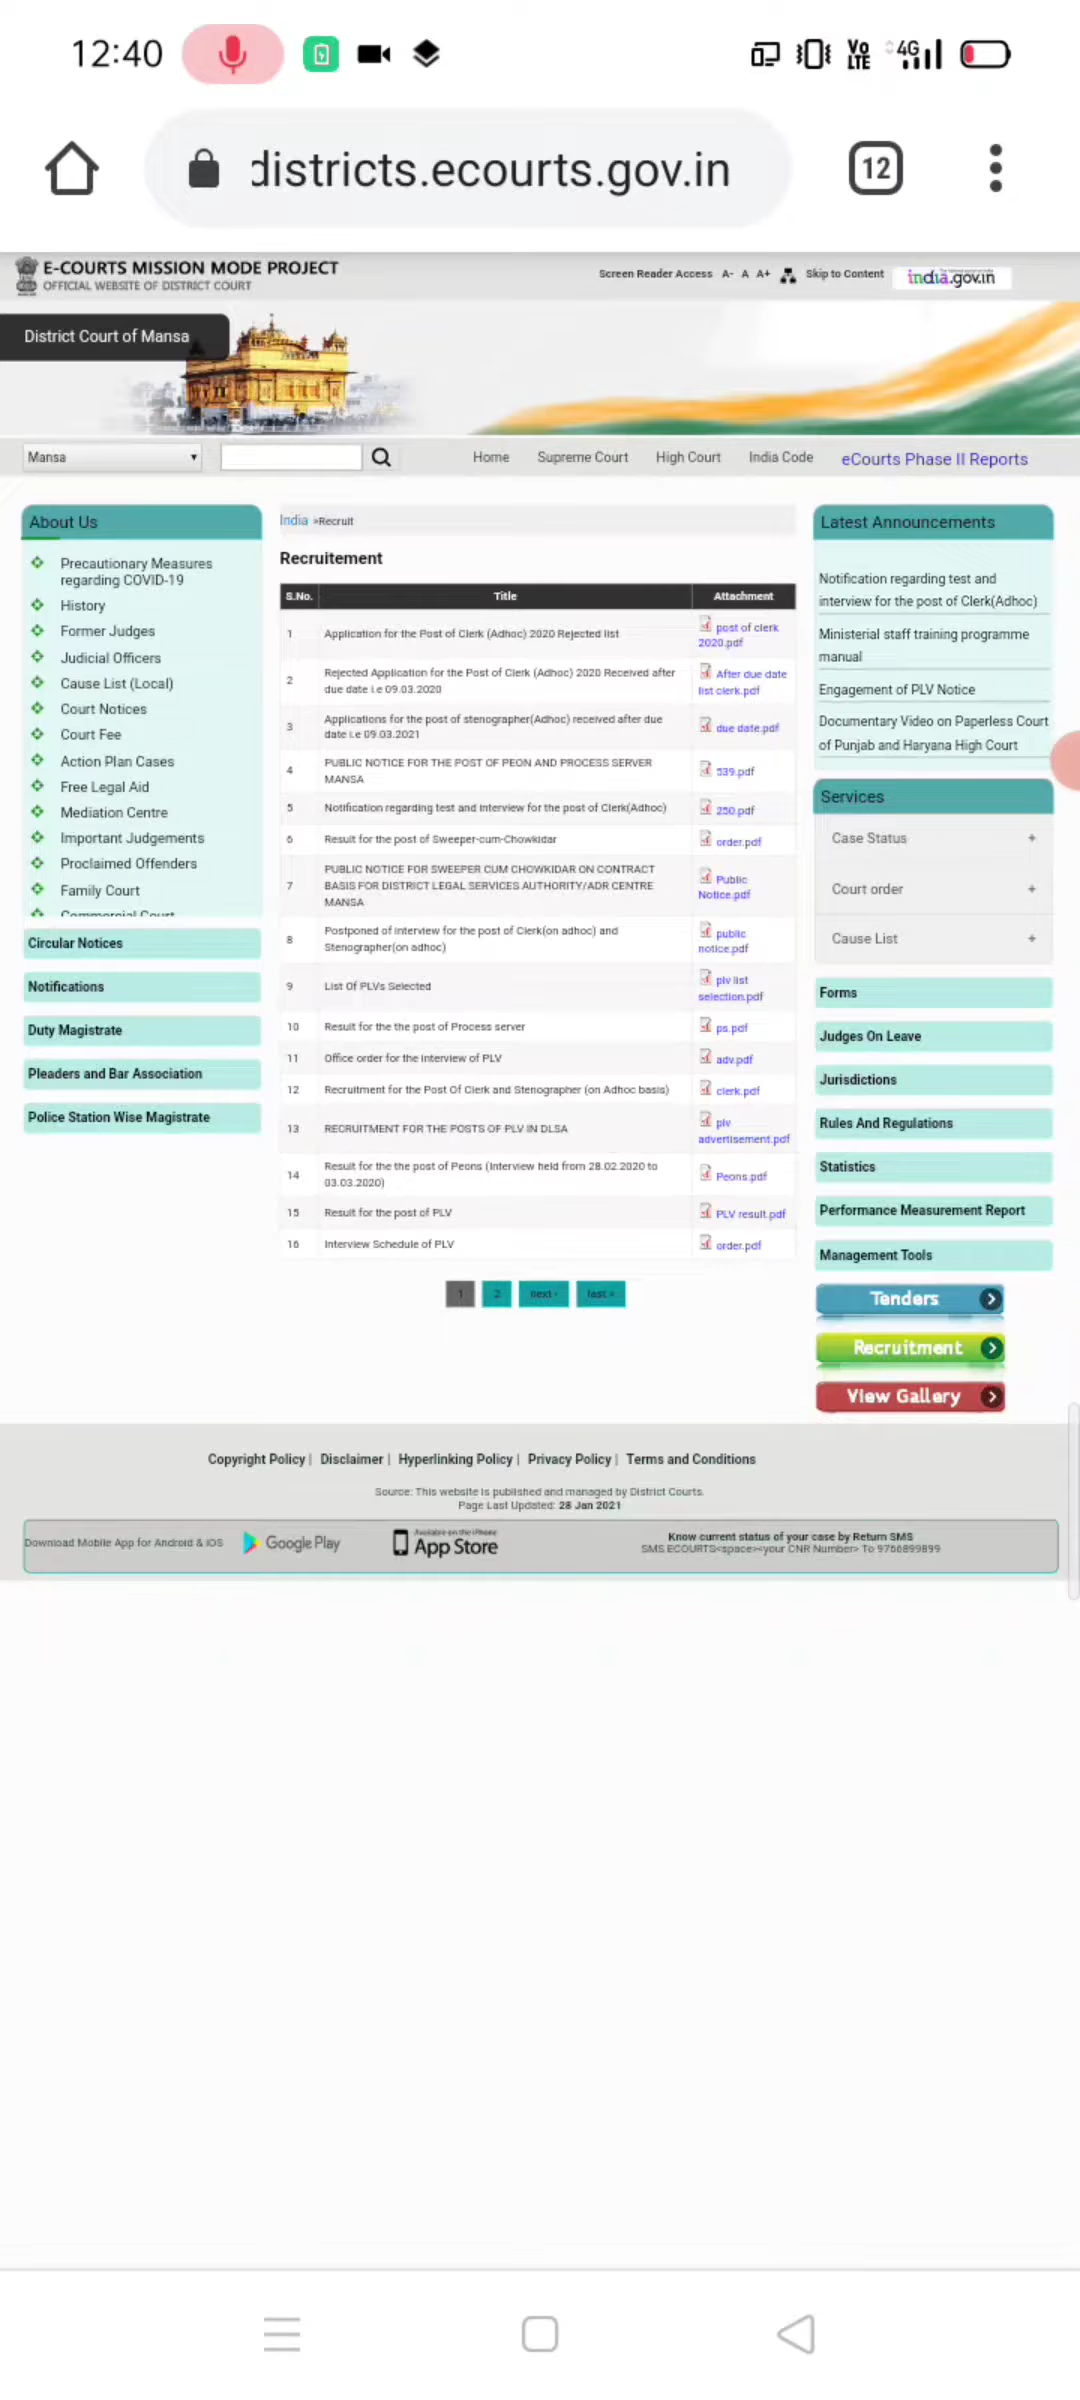 12:40
Vo
LTE
4G
districts.ecourts.gov.in
12
E-COURTS MISSION MODE PROJECT
OFFICIAL WEBSITE OF DISTRICT COURT
Screen Reader Access A- A A+ Skip to Content
india.gov.in
District Court of Mansa
Mansa
Home Supreme Court High Court India Code eCourts Phase II Reports
About Us
Precautionary Measures
regarding COVID-19
History
Former Judges
Judicial Officers
Cause List (Local)
Court Notices
Court Fee
Action Plan Cases
Free Legal Aid
Mediation Centre
Important Judgements
Proclaimed Offenders
Family Court
Commercial Court
Circular Notices
Notifications
Duty Magistrate
Pleaders and Bar Association
Police Station Wise Magistrate
India »Recruit
Recruitement
S.No. Title Attachment
1 Application for the Post of Clerk (Adhoc) 2020 Rejected list post of clerk
2020.pdf
2 Rejected Application for the Post of Clerk (Adhoc) 2020 Received after After due date
due date i.e 09.03.2020 list clerk.pdf
3 Applications for the post of stenographer(Adhoc) received after due
date i.e 09.03.2021 due date.pdf
4 PUBLIC NOTICE FOR THE POST OF PEON AND PROCESS SERVER
MANSA 539.pdf
5 Notification regarding test and interview for the post of Clerk(Adhoc) 250.pdf
6 Result for the post of Sweeper-cum-Chowkidar order.pdf
7 PUBLIC NOTICE FOR SWEEPER CUM CHOWKIDAR ON CONTRACT Public
BASIS FOR DISTRICT LEGAL SERVICES AUTHORITY/ADR CENTRE Notice.pdf
MANSA
8 Postponed of interview for the post of Clerk(on adhoc) and public
Stenographer(on adhoc) notice.pdf
9 List Of PLVs Selected plv list
selection.pdf
10 Result for the the post of Process server ps.pdf
11 Office order for the interview of PLV adv.pdf
12 Recruitment for the Post Of Clerk and Stenographer (on Adhoc basis) clerk.pdf
13 RECRUITMENT FOR THE POSTS OF PLV IN DLSA plv
advertisement.pdf
14 Result for the the post of Peons (Interview held from 28.02.2020 to
03.03.2020) Peons.pdf
15 Result for the post of PLV PLV result.pdf
16 Interview Schedule of PLV order.pdf
1 2 next › last »
Latest Announcements
Notification regarding test and
interview for the post of Clerk(Adhoc)
Ministerial staff training programme
manual
Engagement of PLV Notice
Documentary Video on Paperless Court
of Punjab and Haryana High Court
Services
Case Status +
Court order +
Cause List +
Forms
Judges On Leave
Jurisdictions
Rules And Regulations
Statistics
Performance Measurement Report
Management Tools
Tenders
Recruitment
View Gallery
Copyright Policy | Disclaimer | Hyperlinking Policy | Privacy Policy | Terms and Conditions
Source: This website is published and managed by District Courts.
Page Last Updated: 28 Jan 2021
Download Mobile App for Android & iOS
Google Play
Available on the iPhone
App Store
Know current status of your case by Return SMS
SMS ECOURTS<space><your CNR Number> To 9766899899